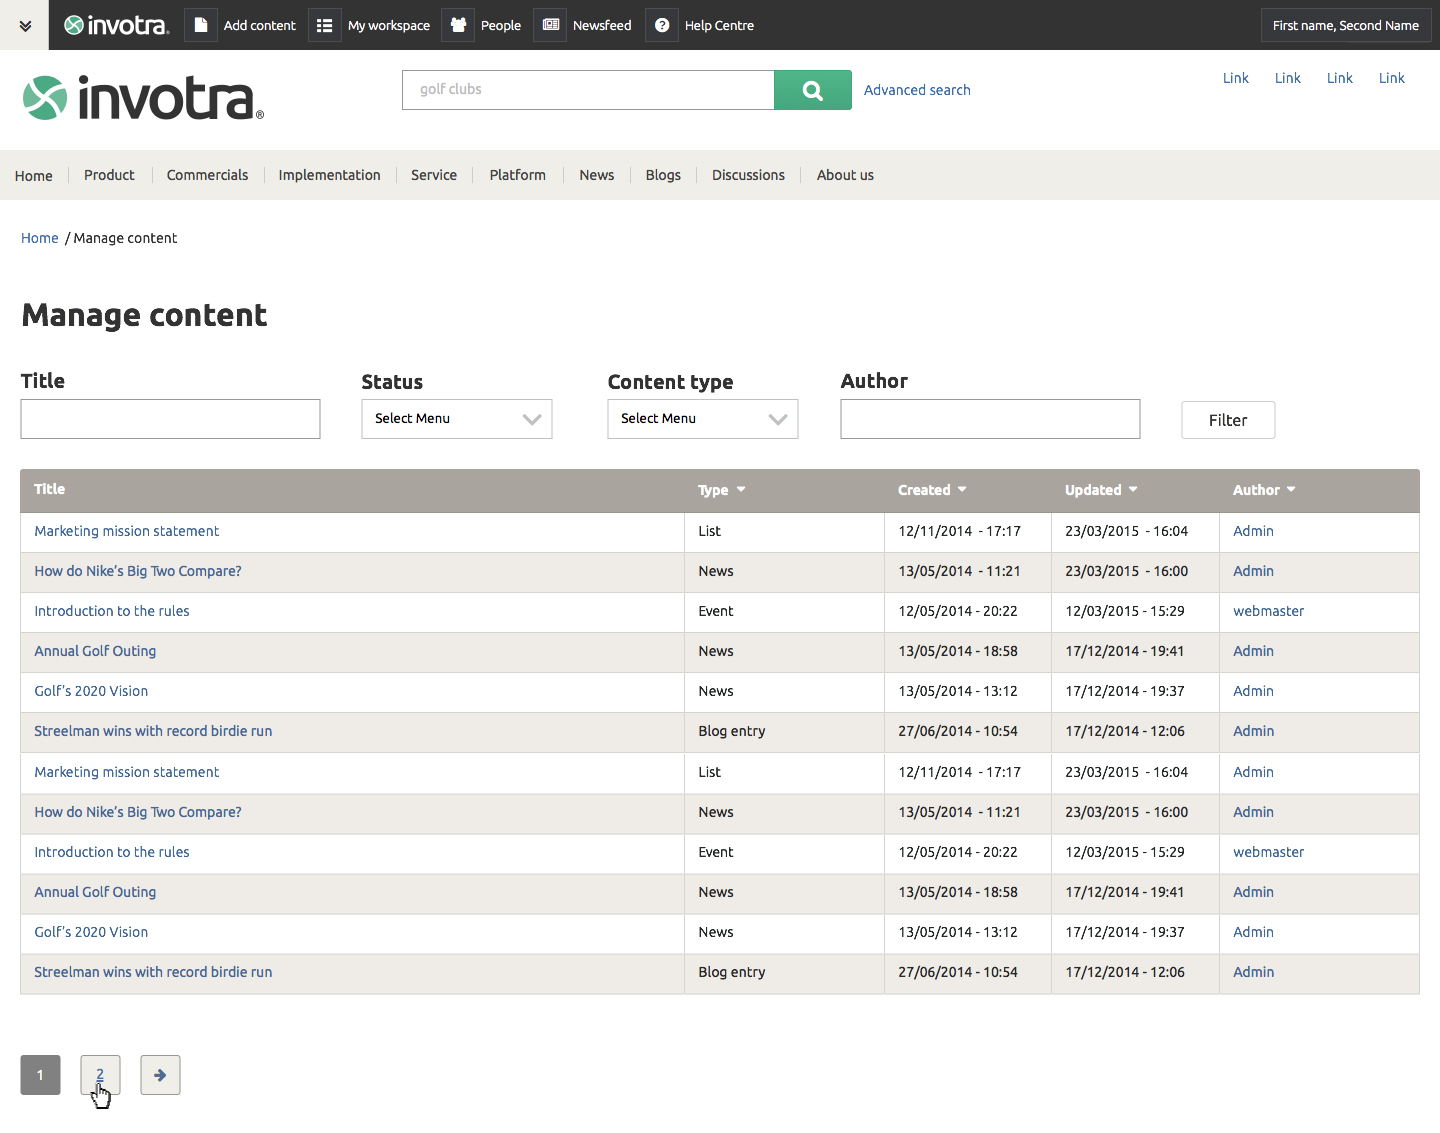 invotra® Add content My workspace People Newsfeed ? Help Centre First name, Second Name
invotra® golf clubs Advanced search Link Link Link Link
Home Product Commercials Implementation Service Platform News Blogs Discussions About us
Home / Manage content
Manage content
Title Status Content type Author
Select Menu Select Menu Filter
Title Type Created Updated Author
Marketing mission statement List 12/11/2014 - 17:17 23/03/2015 - 16:04 Admin
How do Nike’s Big Two Compare? News 13/05/2014 - 11:21 23/03/2015 - 16:00 Admin
Introduction to the rules Event 12/05/2014 - 20:22 12/03/2015 - 15:29 webmaster
Annual Golf Outing News 13/05/2014 - 18:58 17/12/2014 - 19:41 Admin
Golf's 2020 Vision News 13/05/2014 - 13:12 17/12/2014 - 19:37 Admin
Streelman wins with record birdie run Blog entry 27/06/2014 - 10:54 17/12/2014 - 12:06 Admin
Marketing mission statement List 12/11/2014 - 17:17 23/03/2015 - 16:04 Admin
How do Nike’s Big Two Compare? News 13/05/2014 - 11:21 23/03/2015 - 16:00 Admin
Introduction to the rules Event 12/05/2014 - 20:22 12/03/2015 - 15:29 webmaster
Annual Golf Outing News 13/05/2014 - 18:58 17/12/2014 - 19:41 Admin
Golf's 2020 Vision News 13/05/2014 - 13:12 17/12/2014 - 19:37 Admin
Streelman wins with record birdie run Blog entry 27/06/2014 - 10:54 17/12/2014 - 12:06 Admin
1 2